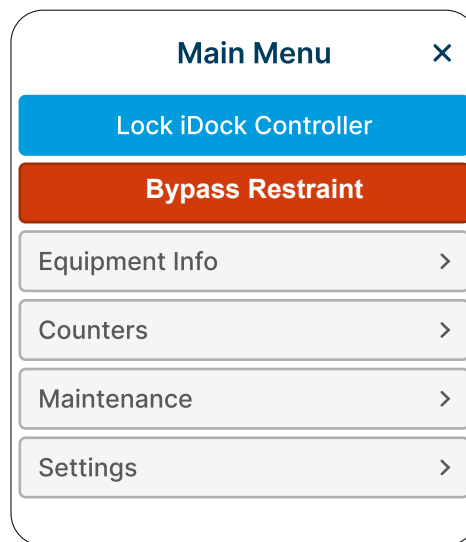 Main Menu
Lock iDock Controller
Bypass Restraint
Equipment Info
Counters
Maintenance
Settings